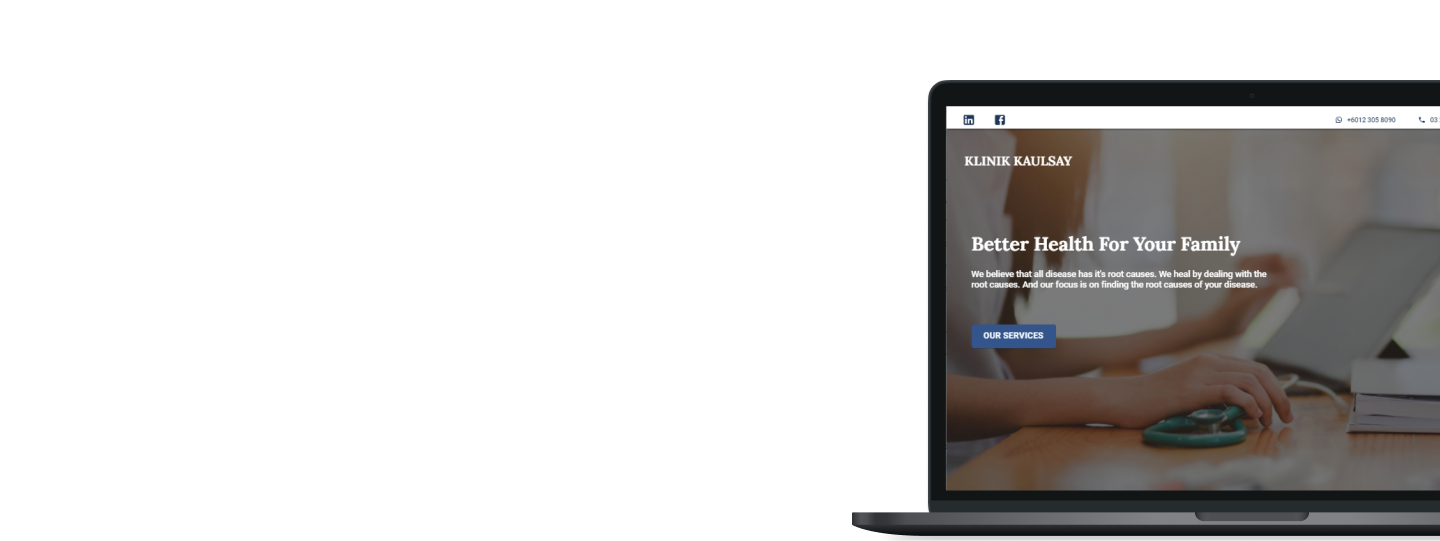 +6012 305 8090
03
KLINIK KAULSAY
Better Health For Your Family
We believe that all disease has it's root causes. We heal by dealing with the
root causes. And our focus is on finding the root causes of your disease.
OUR SERVICES